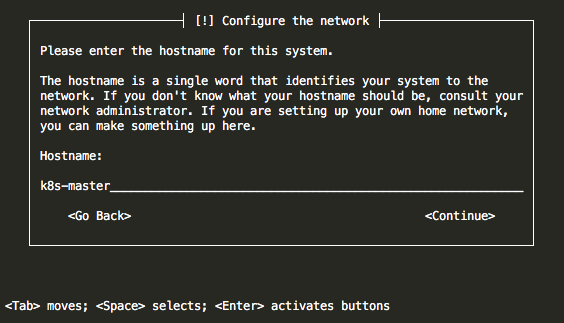 [!] Configure the network
Please enter the hostname for this system.
The hostname is a single word that identifies your system to the
network. If you don't know what your hostname should be, consult your
network administrator. If you are setting up your own home network,
you can make something up here.
Hostname:
k8s-master
<Go Back> <Continue>
<Tab> moves; <Space> selects; <Enter> activates buttons